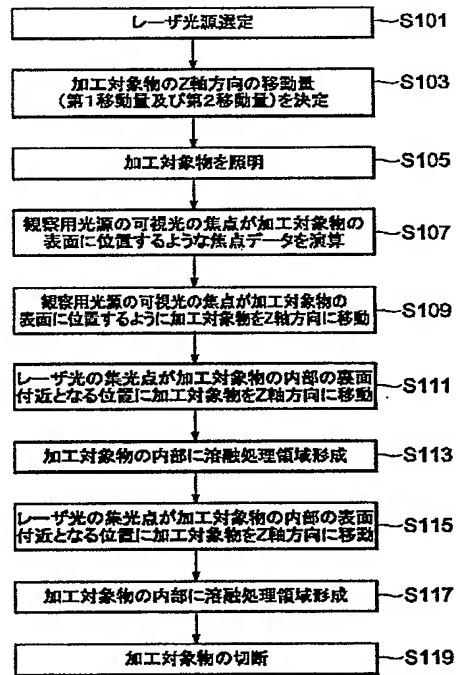 レーザ光源選定
S101
加工対象物のZ軸方向の移動量
(第1移動量及び第2移動量)を決定
S103
加工対象物を照明
S105
観察用光源の可視光の焦点が加工対象物の
表面に位置するような焦点データを演算
S107
観察用光源の可視光の焦点が加工対象物の
表面に位置するように加工対象物をZ軸方向に移動
S109
レーザ光の集光点が加工対象物の内部の裏面
付近となる位置に加工対象物をZ軸方向に移動
S111
加工対象物の内部に溶融処理領域形成
S113
レーザ光の集光点が加工対象物の内部の表面
付近となる位置に加工対象物をZ軸方向に移動
S115
加工対象物の内部に溶融処理領域形成
S117
加工対象物の切断
S119